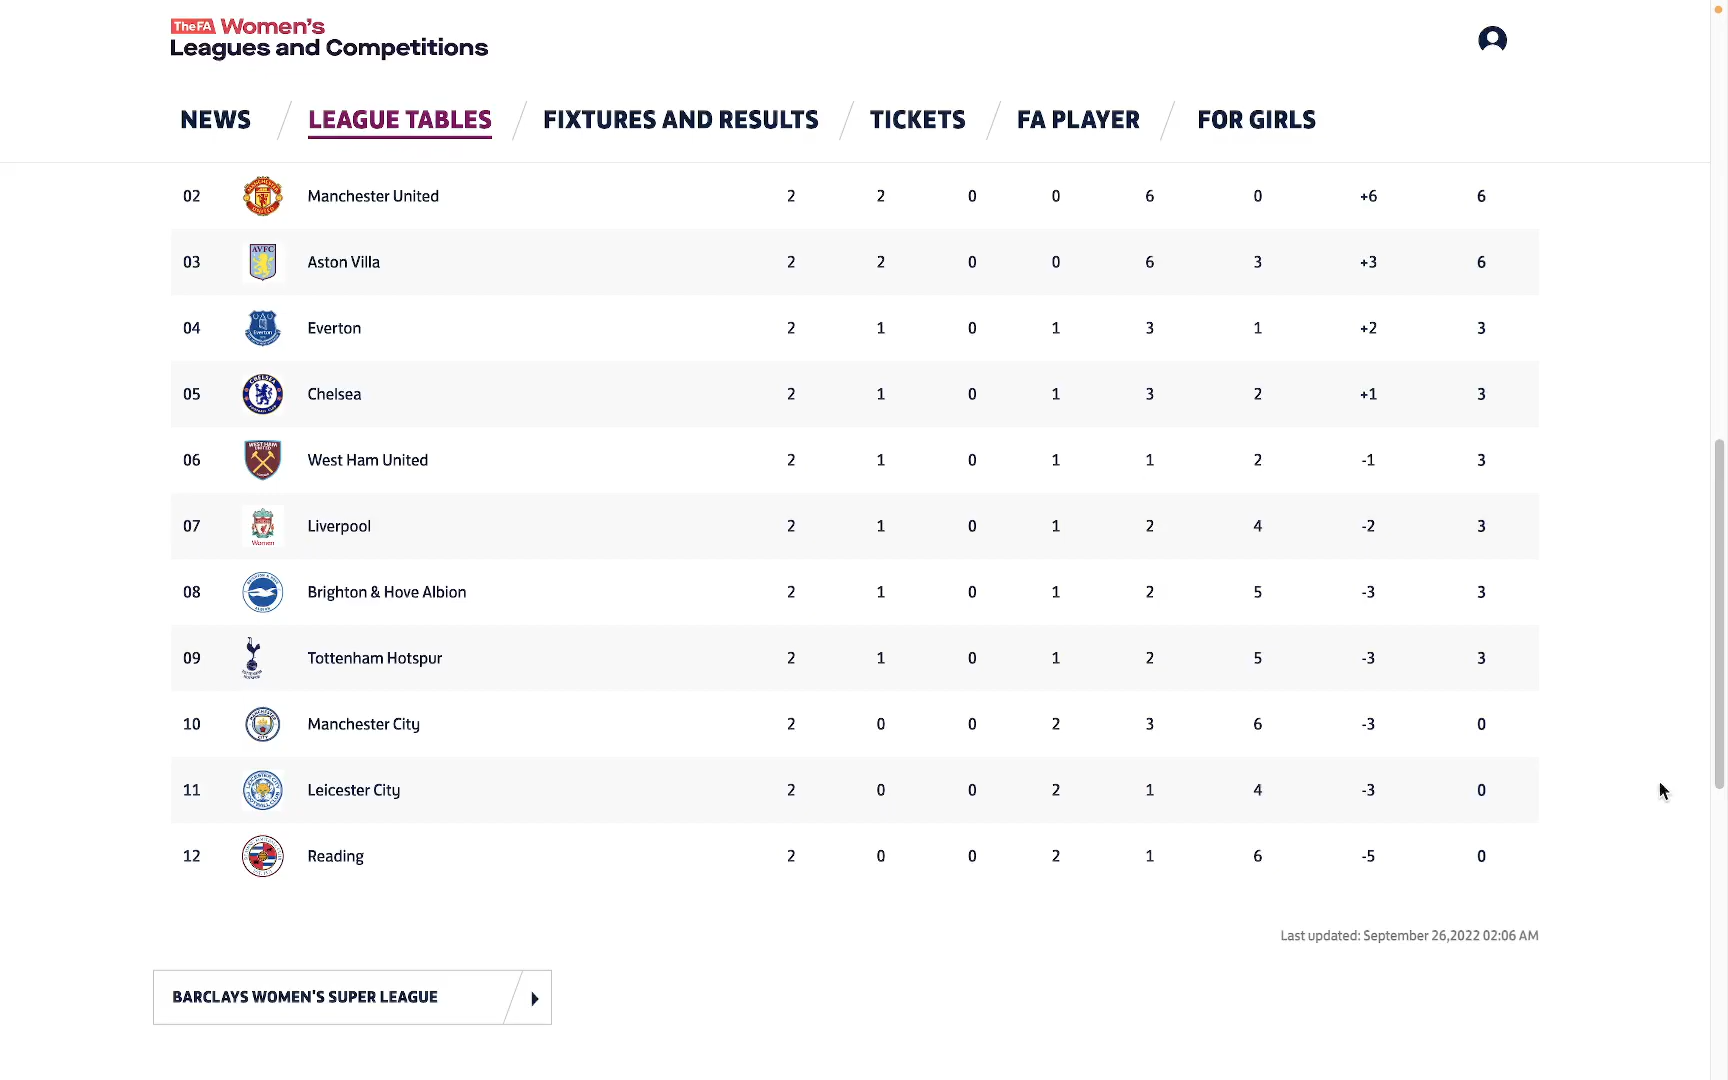 TheFA Women's
Leagues and Competitions
NEWS LEAGUE TABLES FIXTURES AND RESULTS TICKETS FA PLAYER FOR GIRLS
02 Manchester United 2 2 0 0 6 0 +6 6
03 AVFC Aston Villa 2 2 0 0 6 3 +3 6
04 Everton Everton 2 1 0 1 3 1 +2 3
05 Chelsea 2 1 0 1 3 2 +1 3
06 West Ham United 2 1 0 1 1 2 -1 3
07 Women Liverpool 2 1 0 1 2 4 -2 3
08 Brighton & Hove Albion 2 1 0 1 2 5 -3 3
09 Tottenham Hotspur 2 1 0 1 2 5 -3 3
10 Manchester City 2 0 0 2 3 6 -3 0
11 Leicester City 2 0 0 2 1 4 -3 0
12 Reading 2 0 0 2 1 6 -5 0
Last updated: September 26,2022 02:06 AM
BARCLAYS WOMEN'S SUPER LEAGUE